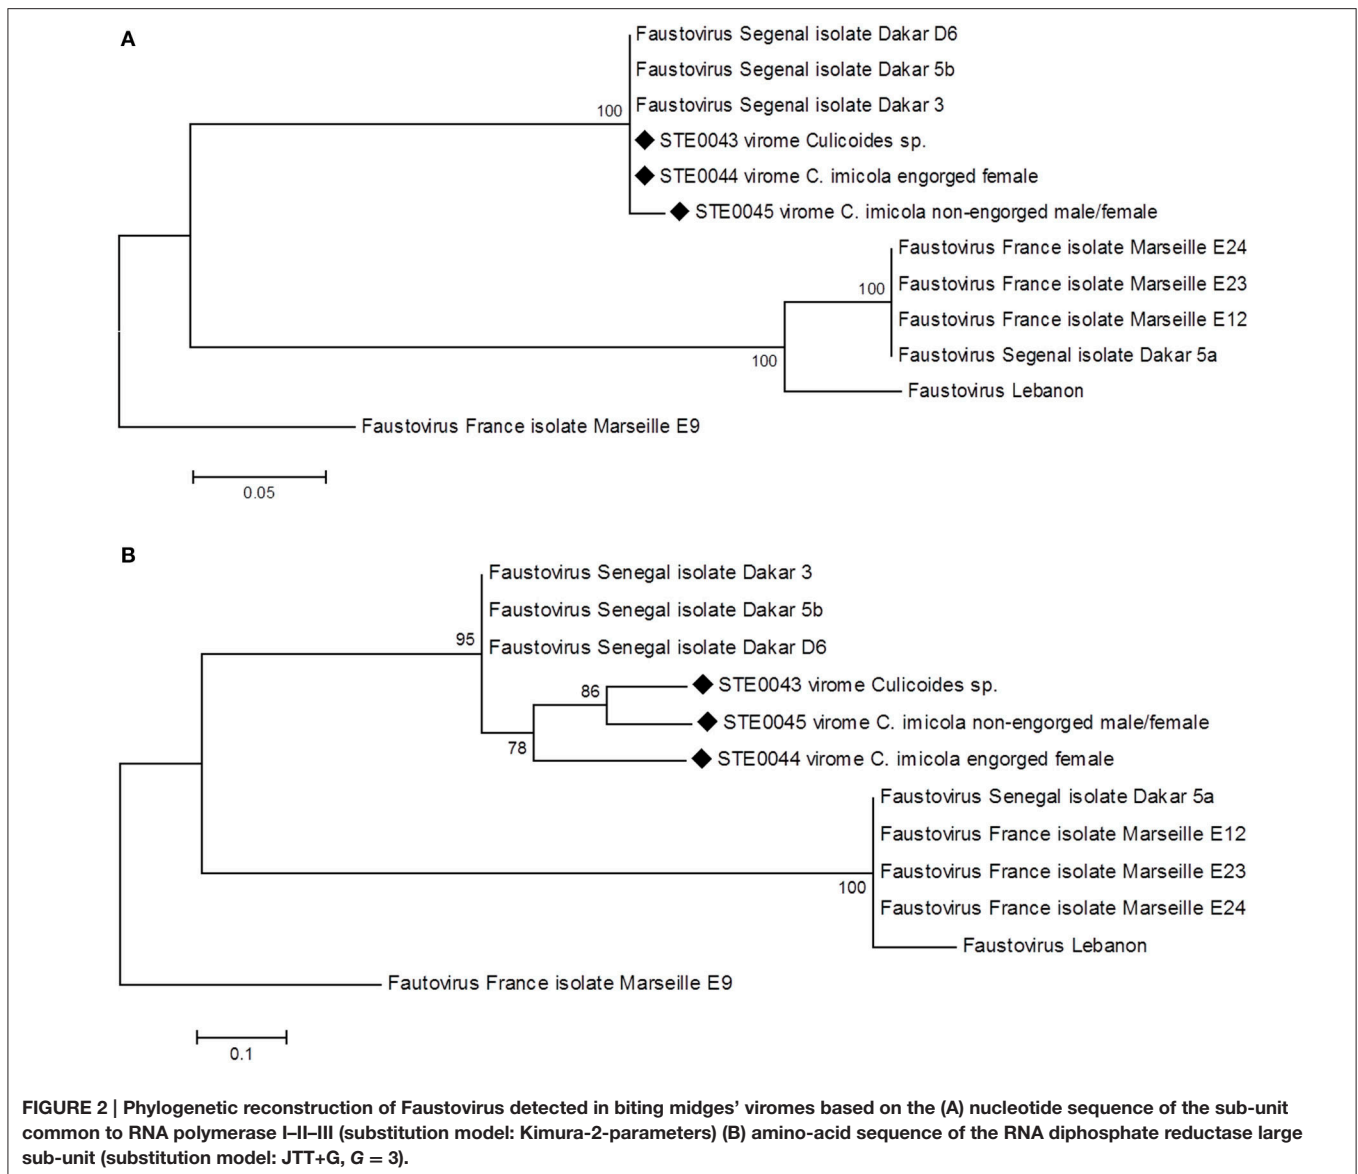 A
Faustovirus Segenal isolate Dakar D6
Faustovirus Segenal isolate Dakar 5b
100
Faustovirus Segenal isolate Dakar 3
◆ STE0043 virome Culicoides sp.
◆ STE0044 virome C. imicola engorged female
◆ STE0045 virome C. imicola non-engorged male/female
Faustovirus France isolate Marseille E24
100
Faustovirus France isolate Marseille E23
Faustovirus France isolate Marseille E12
100
Faustovirus Segenal isolate Dakar 5a
Faustovirus Lebanon
Faustovirus France isolate Marseille E9
0.05
B
Faustovirus Senegal isolate Dakar 3
Faustovirus Senegal isolate Dakar 5b
95
Faustovirus Senegal isolate Dakar D6
86
◆ STE0043 virome Culicoides sp.
◆ STE0045 virome C. imicola non-engorged male/female
78
◆ STE0044 virome C. imicola engorged female
Faustovirus Senegal isolate Dakar 5a
Faustovirus France isolate Marseille E12
Faustovirus France isolate Marseille E23
100
Faustovirus France isolate Marseille E24
Faustovirus Lebanon
Fautovirus France isolate Marseille E9
0.1
FIGURE 2 | Phylogenetic reconstruction of Faustovirus detected in biting midges’ viromes based on the (A) nucleotide sequence of the sub-unit
common to RNA polymerase I–II–III (substitution model: Kimura-2-parameters) (B) amino-acid sequence of the RNA diphosphate reductase large
sub-unit (substitution model: JTT+G, G = 3).